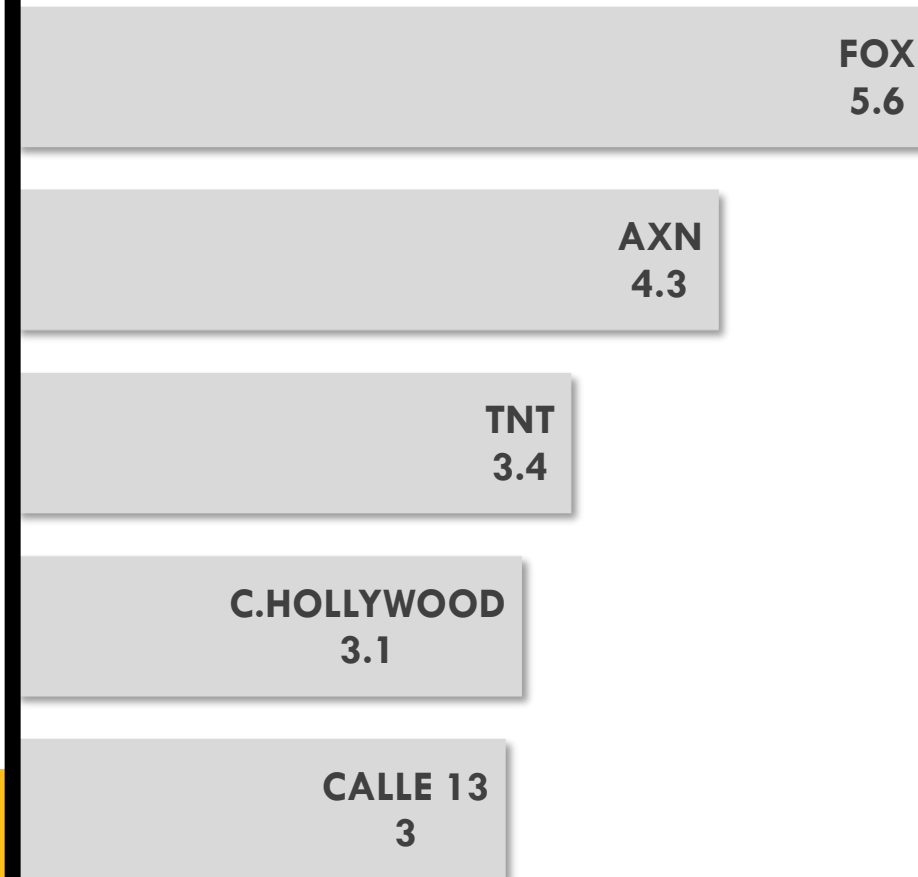 FOX
5.6
AXN
4.3
TNT
3.4
C.HOLLYWOOD
3.1
CALLE 13
3